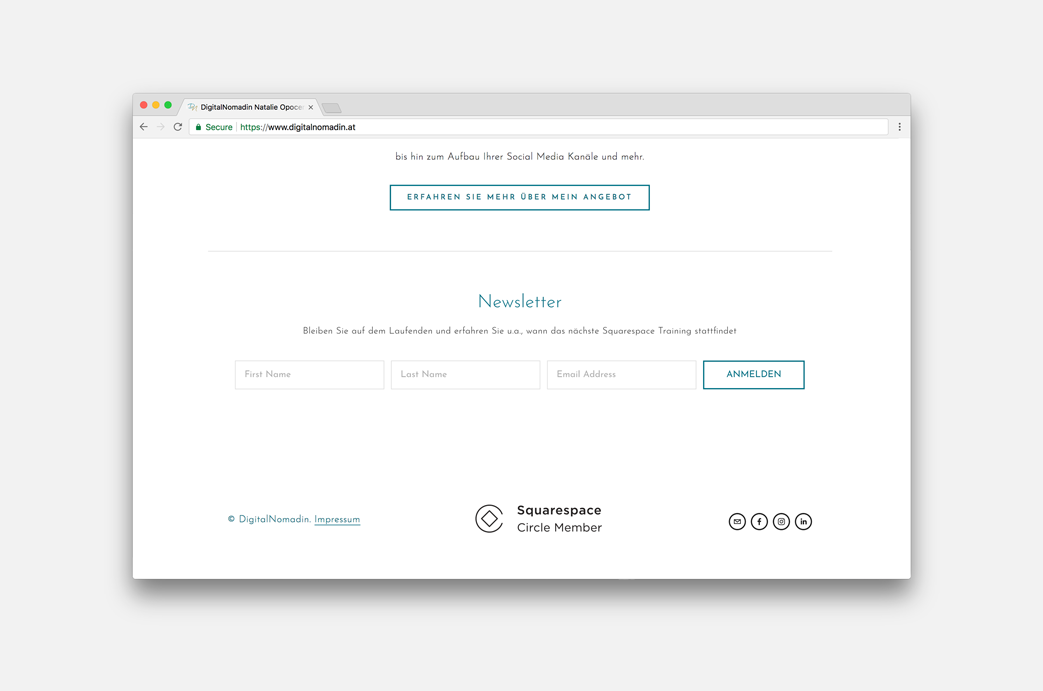 DigitalNomadin Natalie Opoce
Secure https://www.digitalnomadin.at
bis hin zum Aufbau Ihrer Social Media Kanäle und mehr.
ERFAHREN SIE MEHR ÜBER MEIN ANGEBOT
Newsletter
Bleiben Sie auf dem Laufenden und erfahren Sie u.a., wann das nächste Squarespace Training stattfindet
First Name Last Name Email Address ANMELDEN
© DigitalNomadin. Impressum
Squarespace
Circle Member
f in